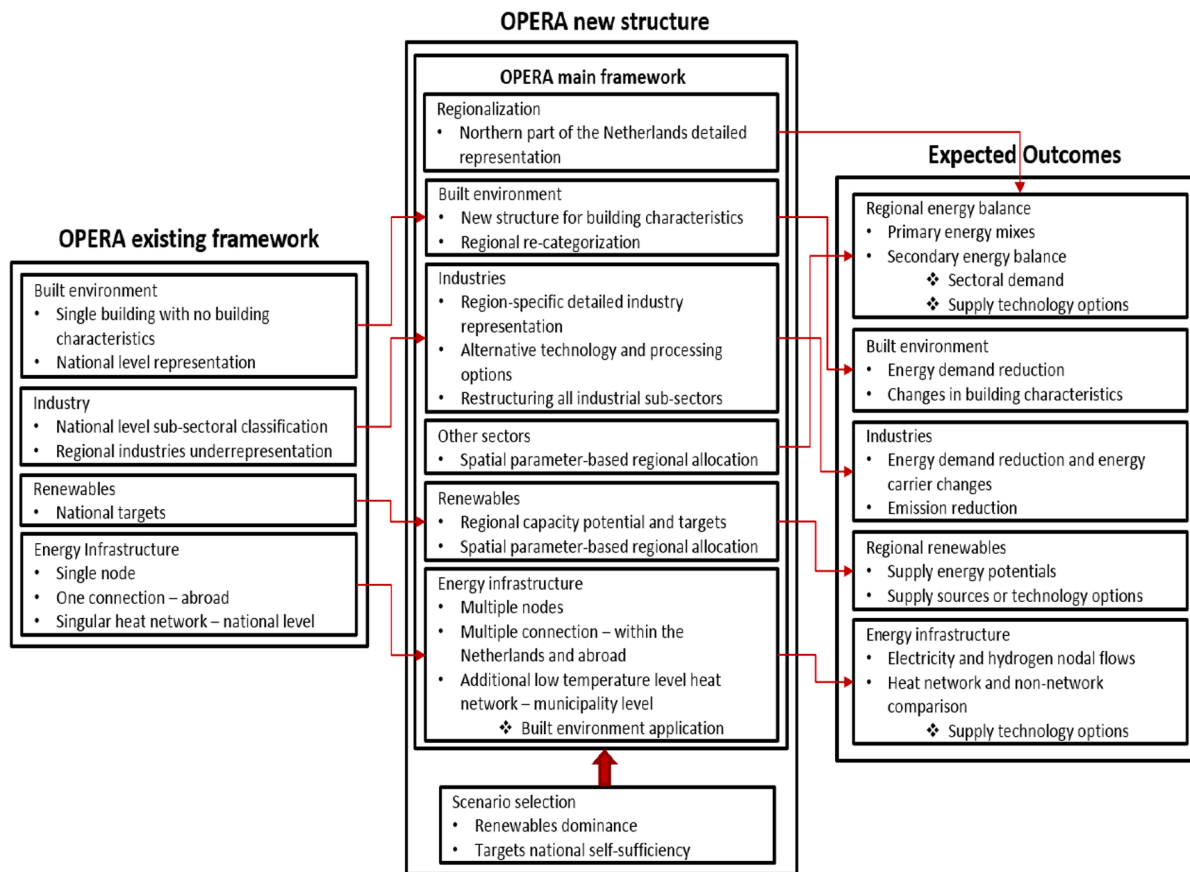 OPERA new structure
OPERA existing framework
Built environment
• Single building with no building
characteristics
• National level representation
Industry
• National level sub-sectoral classification
• Regional industries underrepresentation
Renewables
• National targets
Energy Infrastructure
• Single node
• One connection – abroad
• Singular heat network – national level
OPERA main framework
Regionalization
• Northern part of the Netherlands detailed
representation
Built environment
• New structure for building characteristics
• Regional re-categorization
Industries
• Region-specific detailed industry
representation
• Alternative technology and processing
options
• Restructuring all industrial sub-sectors
Other sectors
• Spatial parameter-based regional allocation
Renewables
• Regional capacity potential and targets
• Spatial parameter-based regional allocation
Energy infrastructure
• Multiple nodes
• Multiple connection – within the
Netherlands and abroad
• Additional low temperature level heat
network – municipality level
❖ Built environment application
Scenario selection
• Renewables dominance
• Targets national self-sufficiency
Expected Outcomes
Regional energy balance
• Primary energy mixes
• Secondary energy balance
❖ Sectoral demand
❖ Supply technology options
Built environment
• Energy demand reduction
• Changes in building characteristics
Industries
• Energy demand reduction and energy
carrier changes
• Emission reduction
Regional renewables
• Supply energy potentials
• Supply sources or technology options
Energy infrastructure
• Electricity and hydrogen nodal flows
• Heat network and non-network
comparison
❖ Supply technology options